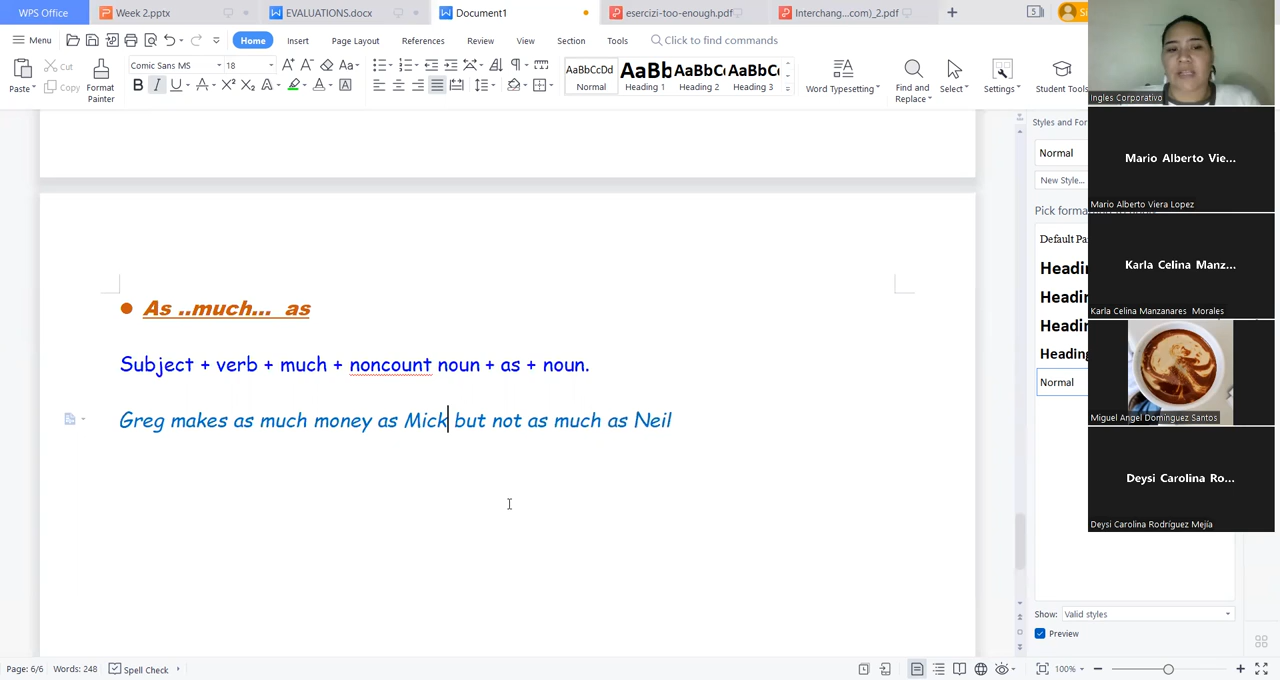 WPS Office
Week 2.pptx
EVALUATIONS.docx
Document1
esercizi-too-enough.pdf
Interchang...com)_2.pdf
Menu
Home
Insert
Page Layout
References
Review
View
Section
Tools
Click to find commands
Paste
Cut
Copy
Format Painter
Comic Sans MS
18
AaBbCcDd
Normal
AaBb
Heading 1
AaBbC
Heading 2
AaBbC
Heading 3
Word Typesetting
Find and Replace
Select
Settings
Student Tools
As ..much... as
Subject + verb + much + noncount noun + as + noun.
Greg makes as much money as Mick but not as much as Neil
Styles and For
Normal
New Style...
Pick forma
Default Pa
Headin
Headin
Headin
Heading
Normal
Show: Valid styles
Preview
Ingles Corporativo
Mario Alberto Vie...
Mario Alberto Viera Lopez
Karla Celina Manz...
Karla Celina Manzanares Morales
Miguel Angel Dominguez Santos
Deysi Carolina Ro...
Deysi Carolina Rodríguez Mejía
Page: 6/6
Words: 248
Spell Check
100%